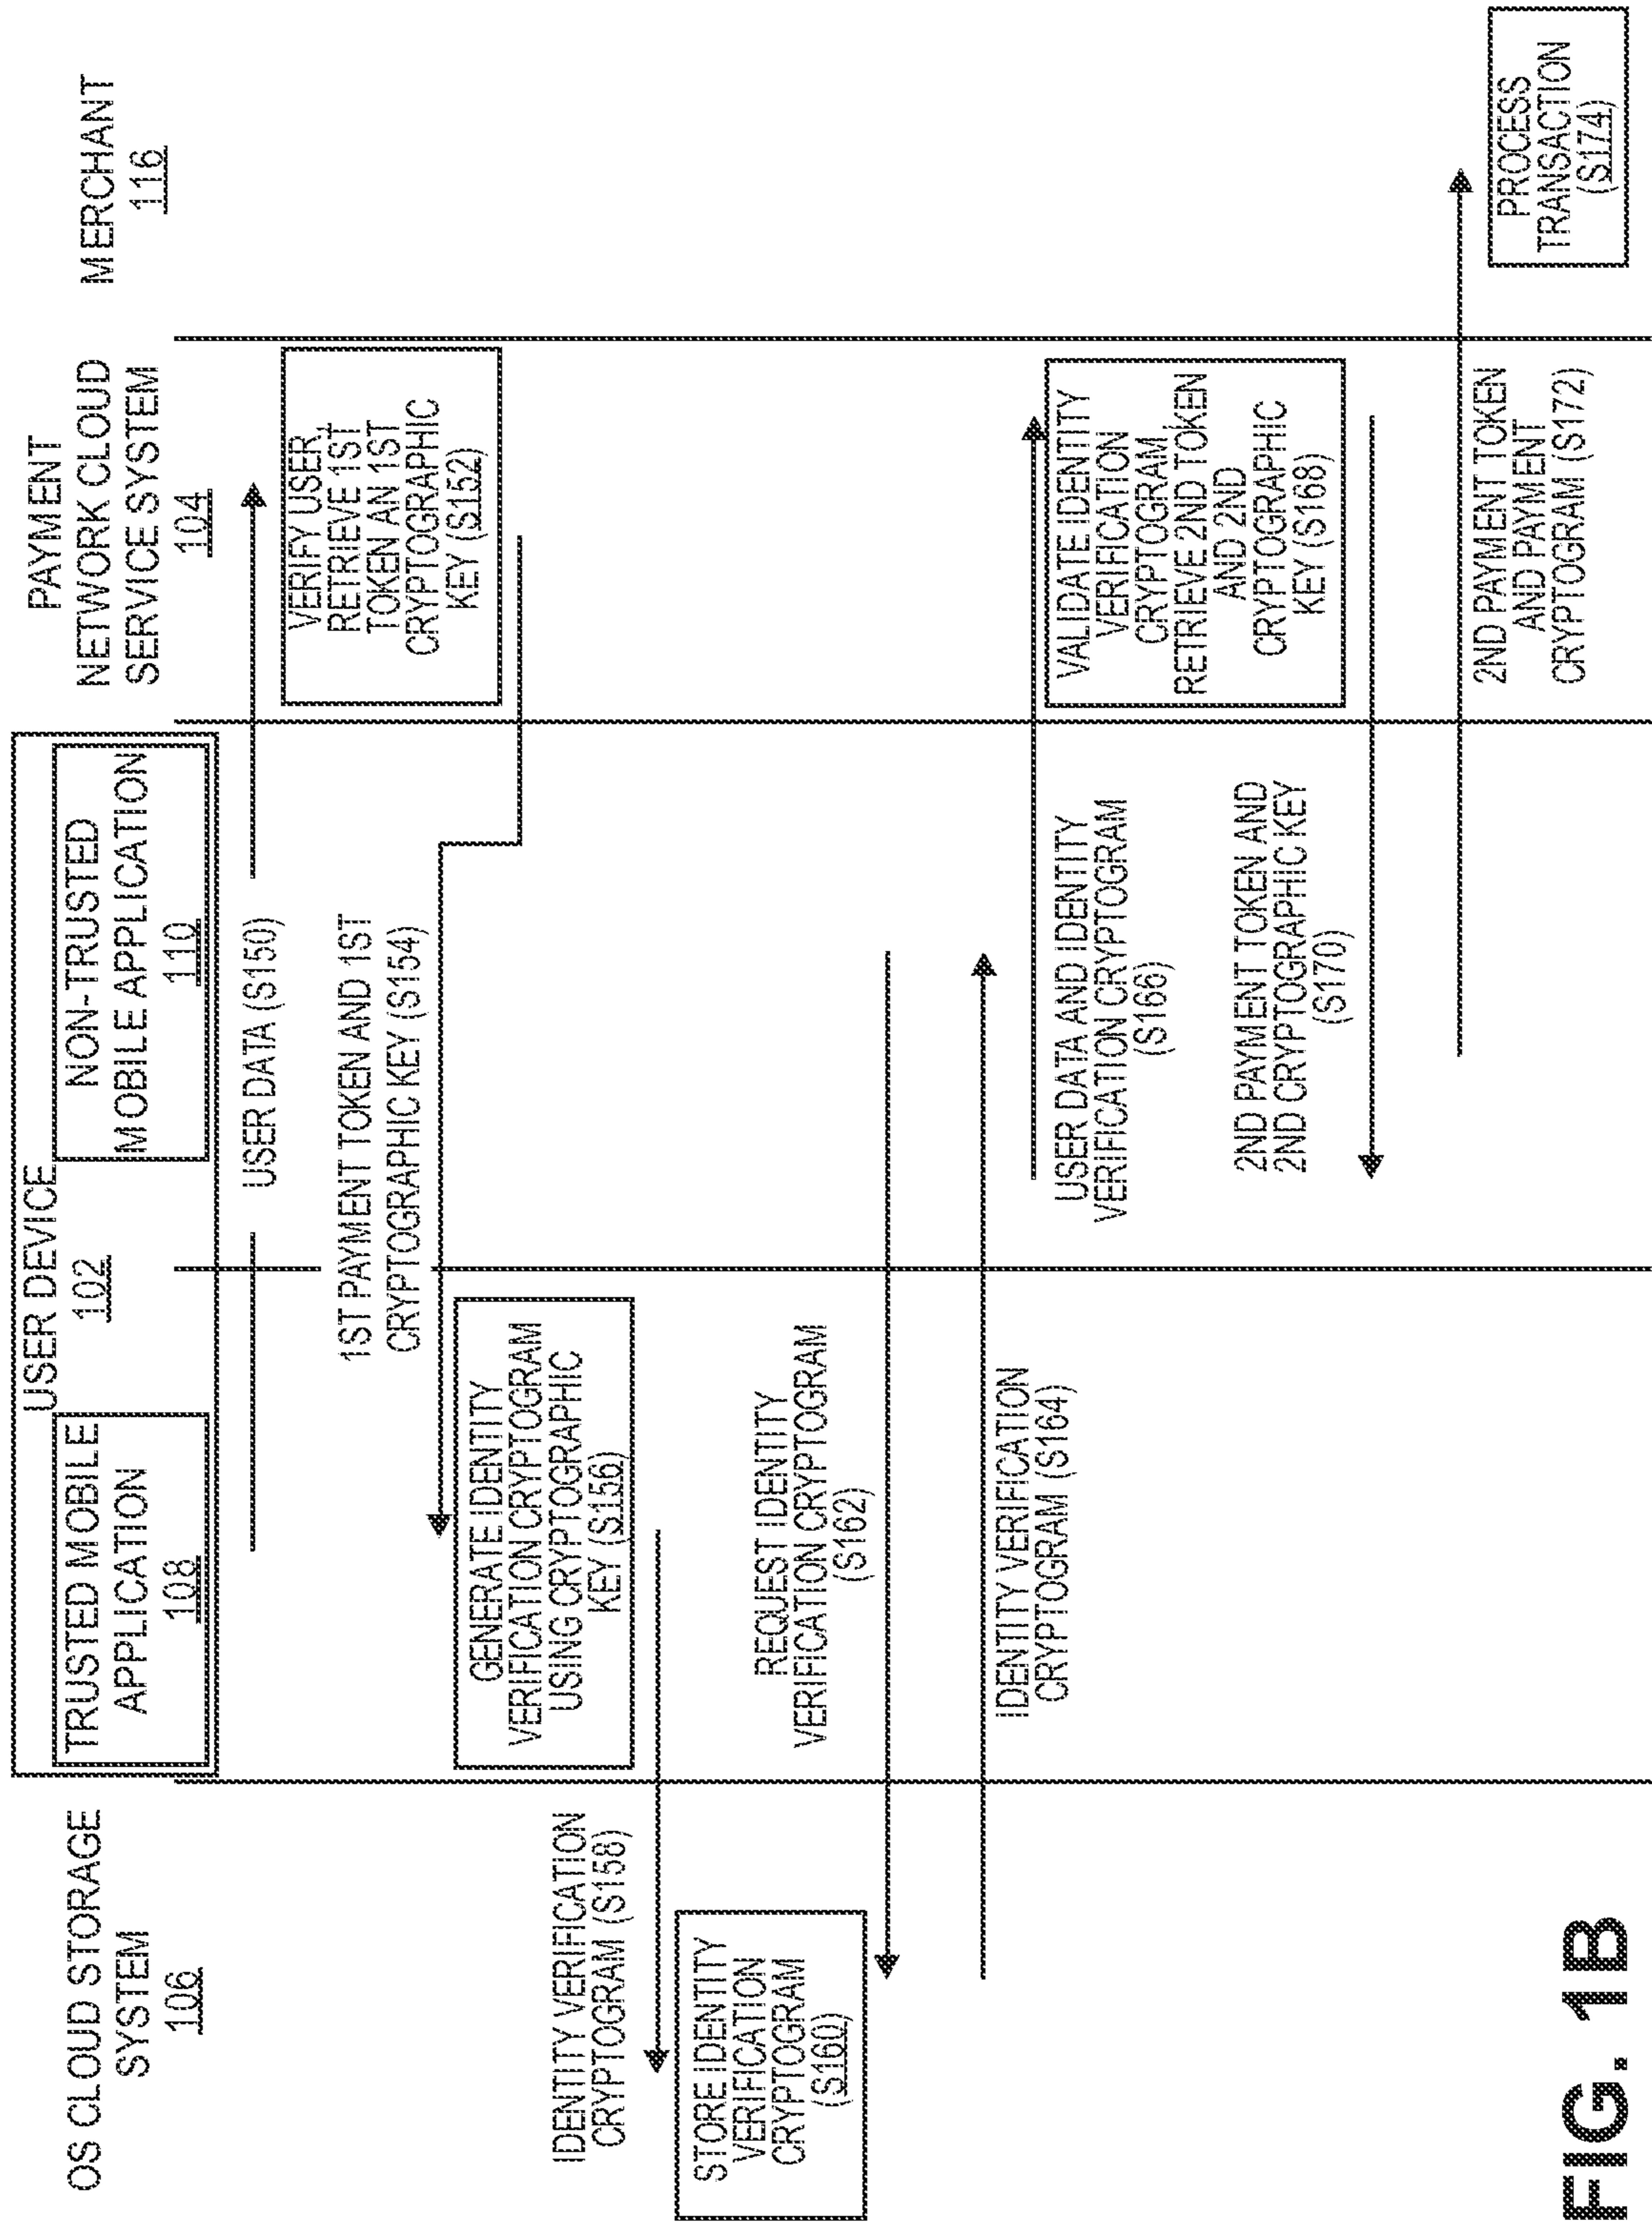 OS CLOUD STORAGE
SYSTEM
106
USER DEVICE
102
TRUSTED MOBILE
APPLICATION
108
NON-TRUSTED
MOBILE APPLICATION
110
PAYMENT
NETWORK CLOUD
SERVICE SYSTEM
104
MERCHANT
116
USER DATA (S150)
VERIFY USER,
RETRIEVE 1ST
TOKEN AN 1ST
CRYPTOGRAPHIC
KEY (S152)
1ST PAYMENT TOKEN AND 1ST
CRYPTOGRAPHIC KEY (S154)
GENERATE IDENTITY
VERIFICATION CRYPTOGRAM
USING CRYPTOGRAPHIC
KEY (S156)
IDENTITY VERIFICATION
CRYPTOGRAM (S158)
STORE IDENTITY
VERIFICATION
CRYPTOGRAM
(S160)
REQUEST IDENTITY
VERIFICATION CRYPTOGRAM
(S162)
IDENTITY VERIFICATION
CRYPTOGRAM (S164)
USER DATA AND IDENTITY
VERIFICATION CRYPTOGRAM
(S166)
VALIDATE IDENTITY
VERIFICATION
CRYPTOGRAM,
RETRIEVE 2ND TOKEN
AND 2ND
CRYPTOGRAPHIC
KEY (S168)
2ND PAYMENT TOKEN AND
2ND CRYPTOGRAPHIC KEY
(S170)
2ND PAYMENT TOKEN
AND PAYMENT
CRYPTOGRAM (S172)
PROCESS
TRANSACTION
(S174)
FIG. 1B